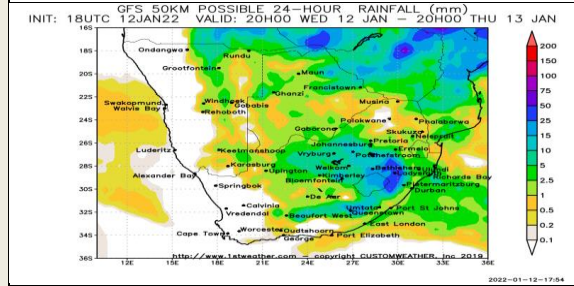 GFS 50KM POSSIBLE 24-HOUR RAINFALL (mm)
INIT: 18UTC 12JAN22 VALID: 20H00 WED 12 JAN – 20H00 THU 13 JAN
16S
18S
20S
22S
24S
26S
28S
30S
32S
34S
36S
Ondangwa
Rundu
Grootfontein
Maun
Francistown
Ghanzi
Musina
Swakopmund
Walvis Bay
Windhoek
Gobabis
Rehoboth
Polokwane
Phalaborwa
Gaborone
Skukuza
Nelspruit
Pretoria
Johannesburg
Luderitz
Keetmanshoop
Vryburg
Potchefstroom
Ermelo
Karasburg
Upington
Welkom
Bethlehem
Ladysmith
Alexander Bay
Kimberley
Bloemfontein
Richards Bay
Springbok
Pietermaritzburg
Durban
De Aar
Calvinia
Vredendal
Beaufort West
Umtata
Port St Johns
Queenstown
East London
Cape Town
Worcester
Oudtshoorn
George
Port Elizabeth
http://www.1stweather.com – copyright CUSTOMWEATHER, Inc 2019
12E 15E 18E 21E 24E 27E 30E 33E 36E
200
150
100
75
50
25
15
10
5
2.5
1
0.5
0.2
0.1
2022-01-12-17:54